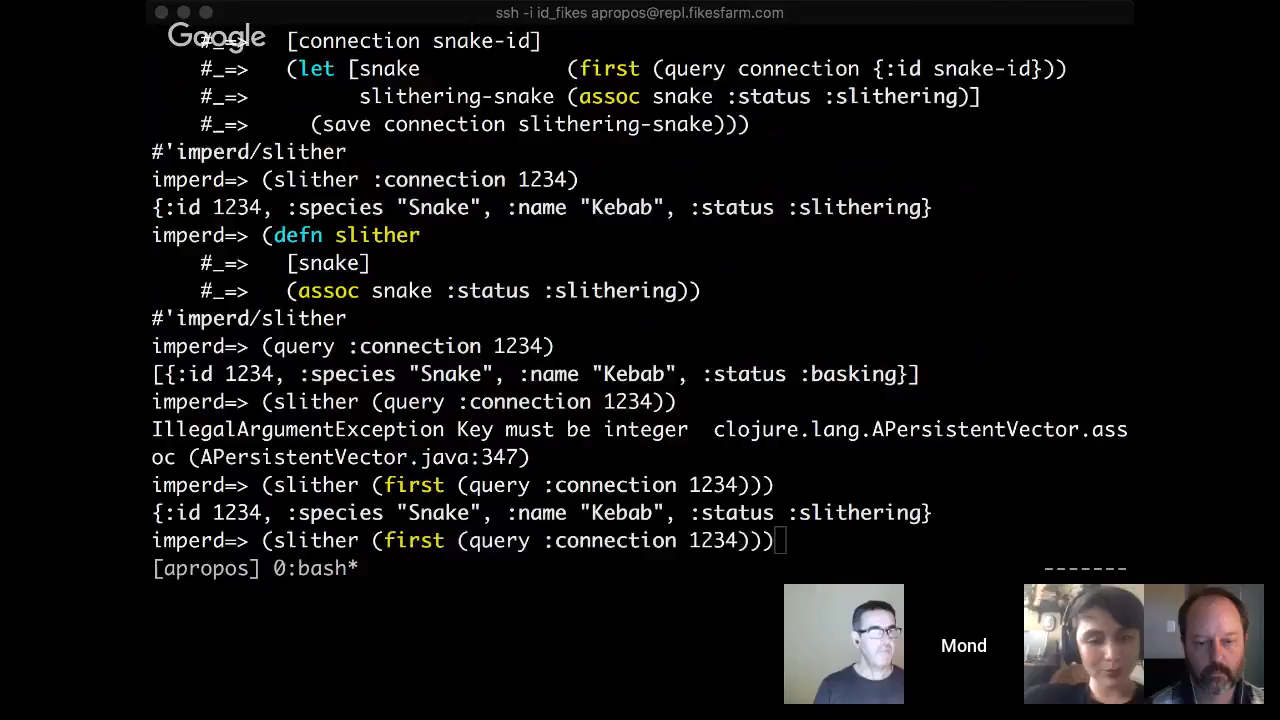 ssh -i id_fikes apropos@repl.fikesfarm.com
Google
#_=>   [connection snake-id]
#_=>   (let [snake            (first (query connection {:id snake-id}))
#_=>         slithering-snake (assoc snake :status :slithering)]
#_=>     (save connection slithering-snake)))
#'imperd/slither
imperd=> (slither :connection 1234)
{:id 1234, :species "Snake", :name "Kebab", :status :slithering}
imperd=> (defn slither
#_=>   [snake]
#_=>   (assoc snake :status :slithering))
#'imperd/slither
imperd=> (query :connection 1234)
[{:id 1234, :species "Snake", :name "Kebab", :status :basking}]
imperd=> (slither (query :connection 1234))
IllegalArgumentException Key must be integer  clojure.lang.APersistentVector.ass
oc (APersistentVector.java:347)
imperd=> (slither (first (query :connection 1234)))
{:id 1234, :species "Snake", :name "Kebab", :status :slithering}
imperd=> (slither (first (query :connection 1234)))
[apropos] 0:bash* -------
Mond